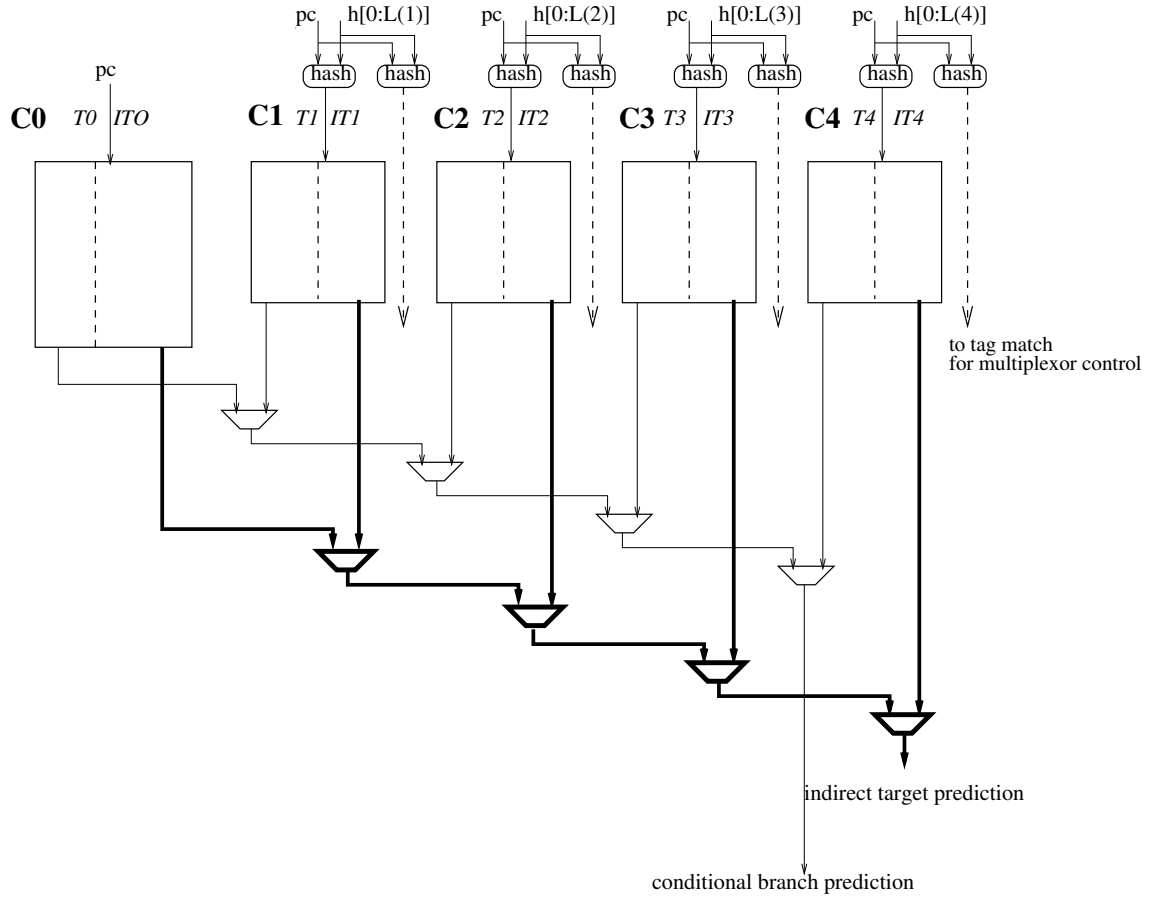 pc h[0:L(1)] pc h[0:L(2)] pc h[0:L(3)] pc h[0:L(4)]
hash hash hash hash hash hash hash hash
pc
C0 T0 ITO C1 T1 IT1 C2 T2 IT2 C3 T3 IT3 C4 T4 IT4
to tag match
for multiplexor control
indirect target prediction
conditional branch prediction